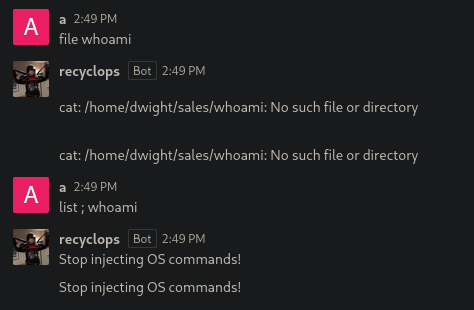 A
a 2:49 PM
file whoami
recyclops Bot 2:49 PM
cat: /home/dwight/sales/whoami: No such file or directory
cat: /home/dwight/sales/whoami: No such file or directory
A
a 2:49 PM
list ; whoami
recyclops Bot 2:49 PM
Stop injecting OS commands!
Stop injecting OS commands!